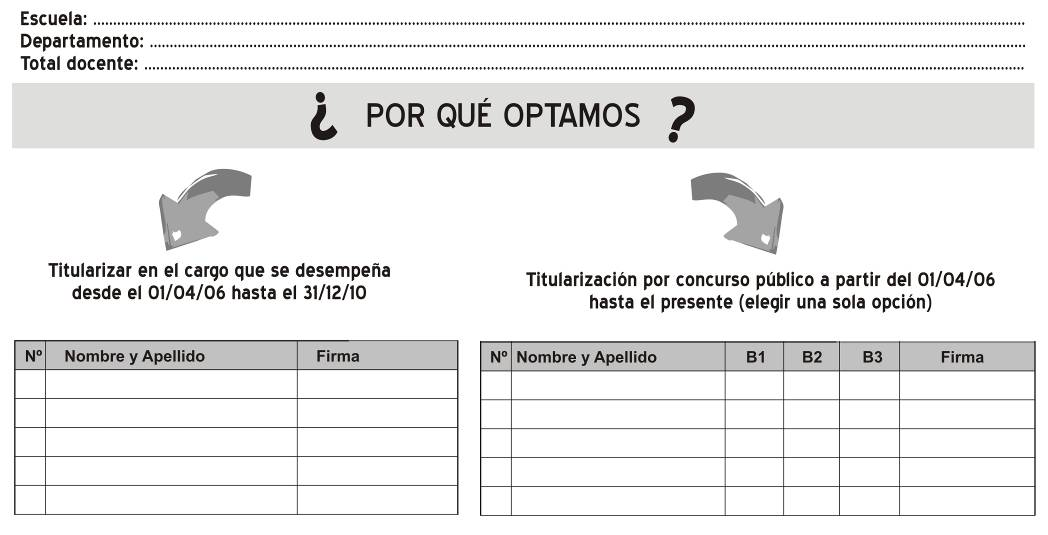 Escuela: ........................................
Departamento: ........................................
Total docente: ........................................
¿ POR QUÉ OPTAMOS ?
Titularizar en el cargo que se desempeña
desde el 01/04/06 hasta el 31/12/10
Titularización por concurso público a partir del 01/04/06
hasta el presente (elegir una sola opción)
Nº Nombre y Apellido Firma
Nº Nombre y Apellido B1 B2 B3 Firma